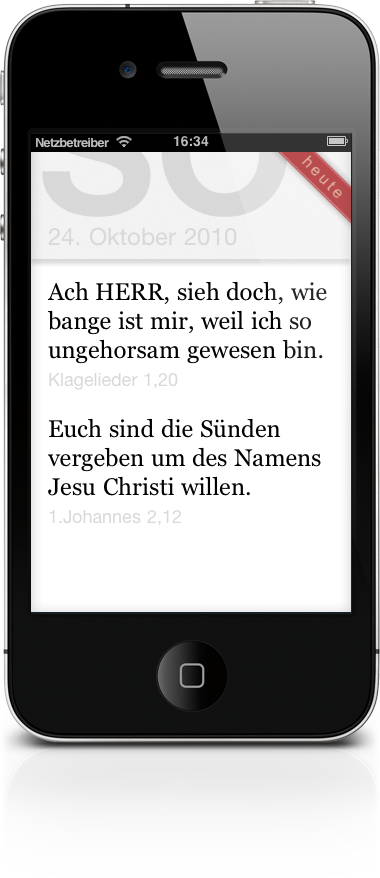 Netzbetreiber 16:34
SO
heute
24. Oktober 2010
Ach HERR, sieh doch, wie
bange ist mir, weil ich so
ungehorsam gewesen bin.
Klagelieder 1,20
Euch sind die Sünden
vergeben um des Namens
Jesu Christi willen.
1.Johannes 2,12